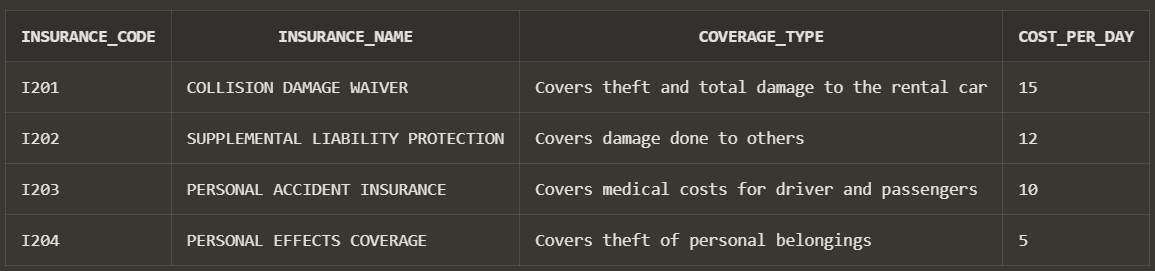 INSURANCE_CODE INSURANCE_NAME COVERAGE_TYPE COST_PER_DAY
I201 COLLISION DAMAGE WAIVER Covers theft and total damage to the rental car 15
I202 SUPPLEMENTAL LIABILITY PROTECTION Covers damage done to others 12
I203 PERSONAL ACCIDENT INSURANCE Covers medical costs for driver and passengers 10
I204 PERSONAL EFFECTS COVERAGE Covers theft of personal belongings 5